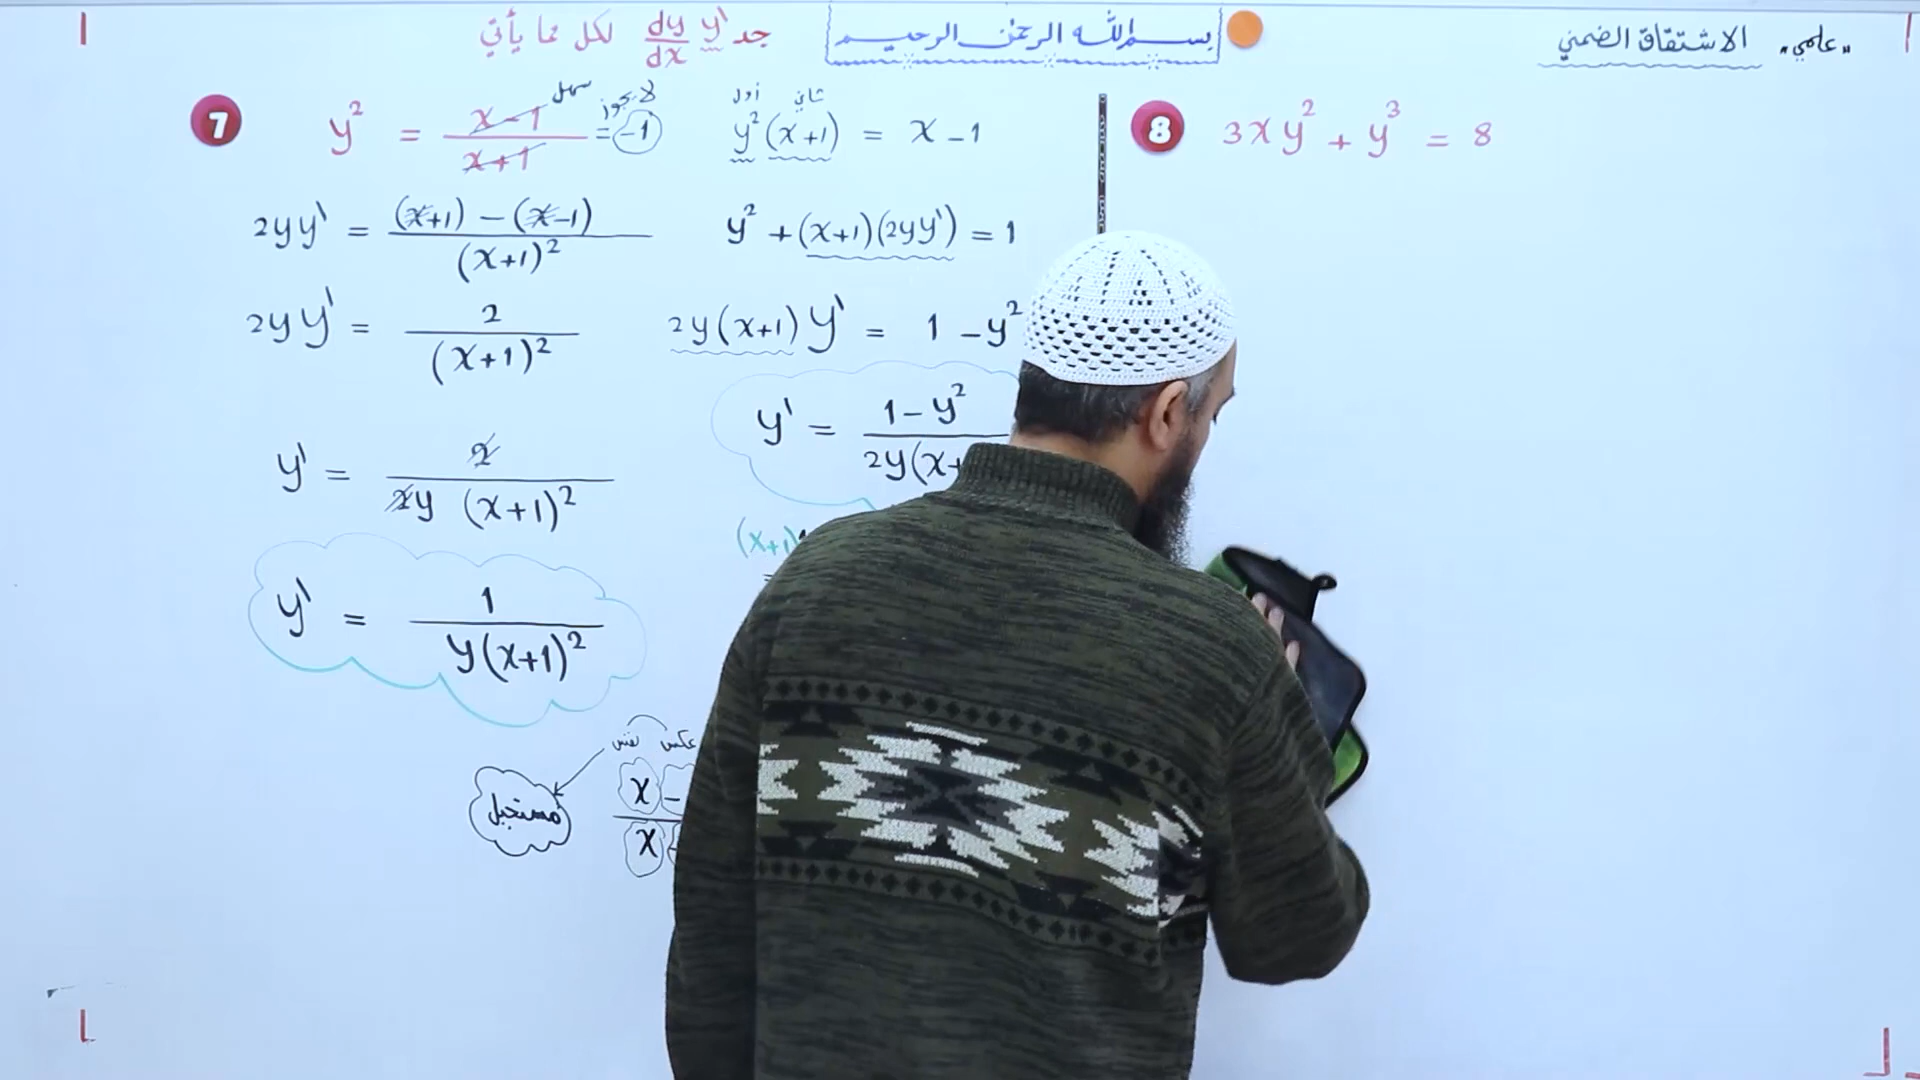 "علمي" الاشتقاق الضمني
بسم الله الرحمن الرحيم
جد y' dy/dx لكل مما يأتي
7
y² = (x-1)/(x+1) = -1
سهل
لا يجوز
2yy' = ((x+1) - (x-1))/(x+1)²
2yy' = 2/(x+1)²
y' = 2/(2y (x+1)²)
y' = 1/(y(x+1)²)
أول ثاني
y²(x+1) = x-1
y² + (x+1)(2yy') = 1
2y(x+1)y' = 1 - y²
y' = (1-y²)/(2y(x+
(x+1)
=
نفس عكس
مستحيل
x -
x
8
3xy² + y³ = 8